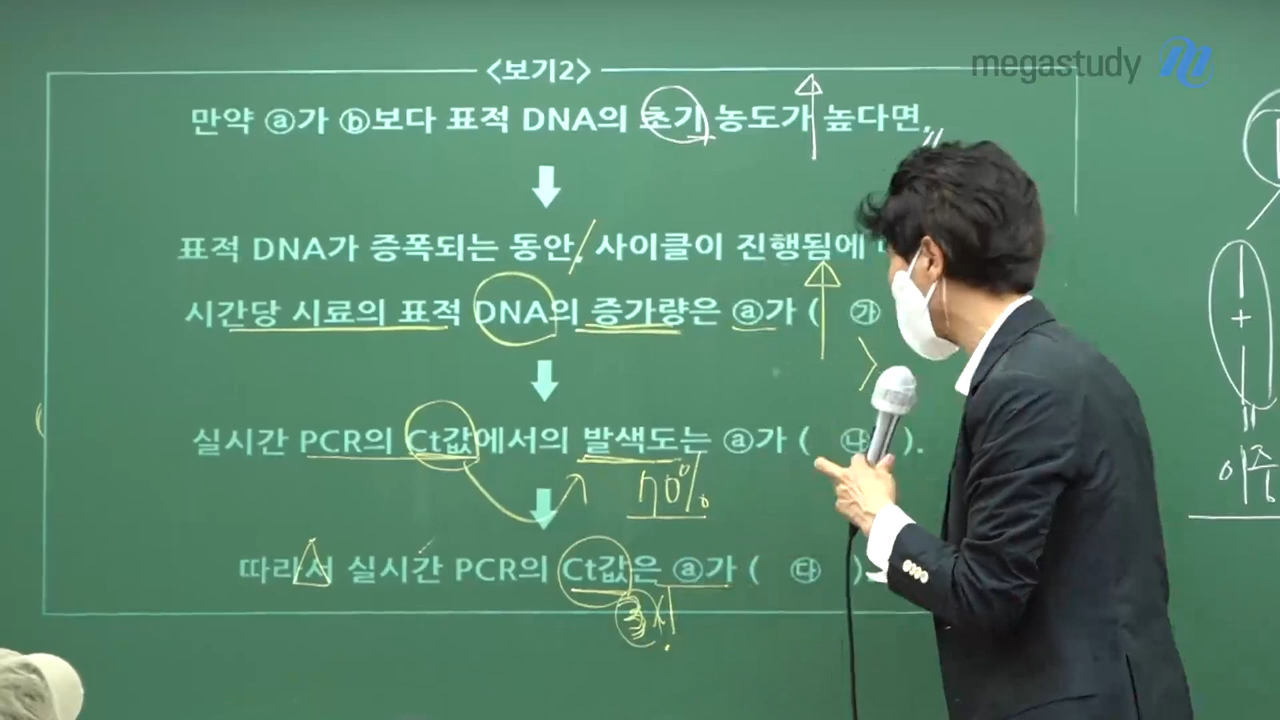 megastudy
<보기2>
만약 ⓐ가 ⓑ보다 표적 DNA의 초기 농도가 높다면,
표적 DNA가 증폭되는 동안, 사이클이 진행됨에
시간당 시료의 표적 DNA의 증가량은 ⓐ가 ( ㉮
실시간 PCR의 Ct값에서의 발색도는 ⓐ가 ( ㉯ ).
70%
따라서 실시간 PCR의 Ct값은 ⓐ가 ( ㉰ ).
+
이중